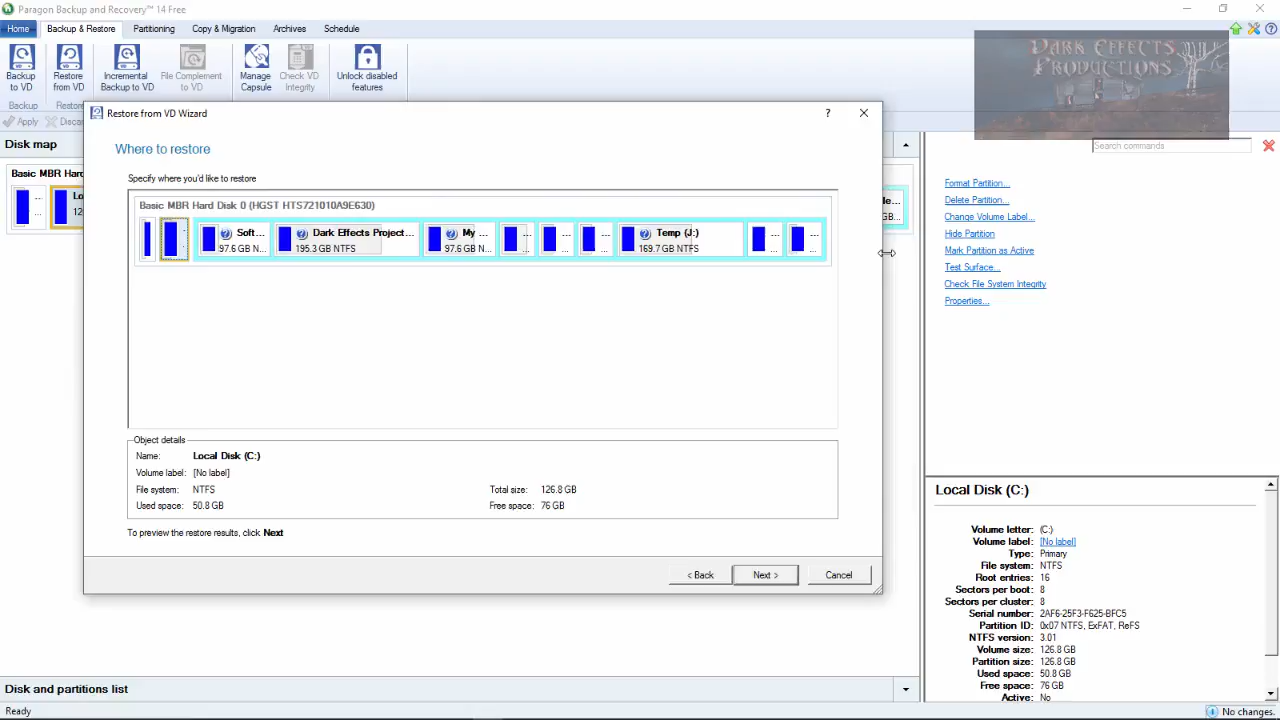 Paragon Backup and Recovery™ 14 Free
Home
Backup & Restore
Partitioning
Copy & Migration
Archives
Schedule
Backup
to VD
Restore
from VD
Incremental
Backup to VD
File Complement
to VD
Manage
Capsule
Check VD
Integrity
Unlock disabled
features
Backup
Restore
Apply
Disk map
Basic MBR Hard
DARK EFFECTS
PRODUCTIONS
Search commands
Restore from VD Wizard
Where to restore
Specify where you'd like to restore
Basic MBR Hard Disk 0 (HGST HTS721010A9E630)
Soft...
97.6 GB N...
Dark Effects Project...
195.3 GB NTFS
My ...
97.6 GB N...
Temp (J:)
169.7 GB NTFS
Object details
Name: Local Disk (C:)
Volume label: [No label]
File system: NTFS
Total size: 126.8 GB
Used space: 50.8 GB
Free space: 76 GB
To preview the restore results, click Next
< Back
Next >
Cancel
Format Partition...
Delete Partition...
Change Volume Label...
Hide Partition
Mark Partition as Active
Test Surface...
Check File System Integrity
Properties...
Local Disk (C:)
Volume letter: (C:)
Volume label: [No label]
Type: Primary
File system: NTFS
Root entries: 16
Sectors per boot: 8
Sectors per cluster: 8
Serial number: 2AF6-25F3-F625-BFC5
Partition ID: 0x07 NTFS, ExFAT, ReFS
NTFS version: 3.01
Volume size: 126.8 GB
Partition size: 126.8 GB
Used space: 50.8 GB
Free space: 76 GB
Active: No
Disk and partitions list
Ready
No changes.